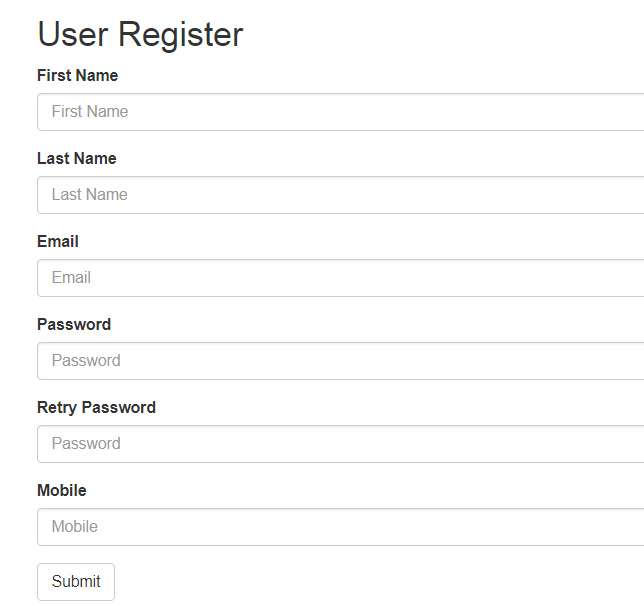 User Register
First Name
First Name
Last Name
Last Name
Email
Email
Password
Password
Retry Password
Password
Mobile
Mobile
Submit